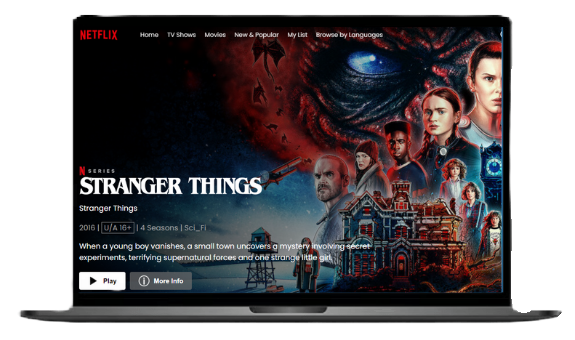 NETFLIX Home TV Shows Movies New & Popular My List Browse by Languages
N SERIES
STRANGER THINGS
Stranger Things
2016 | U/A 16+ | 4 Seasons | Sci_Fi
When a young boy vanishes, a small town uncovers a mystery involving secret
experiments, terrifying supernatural forces and one strange little girl.
Play More Info